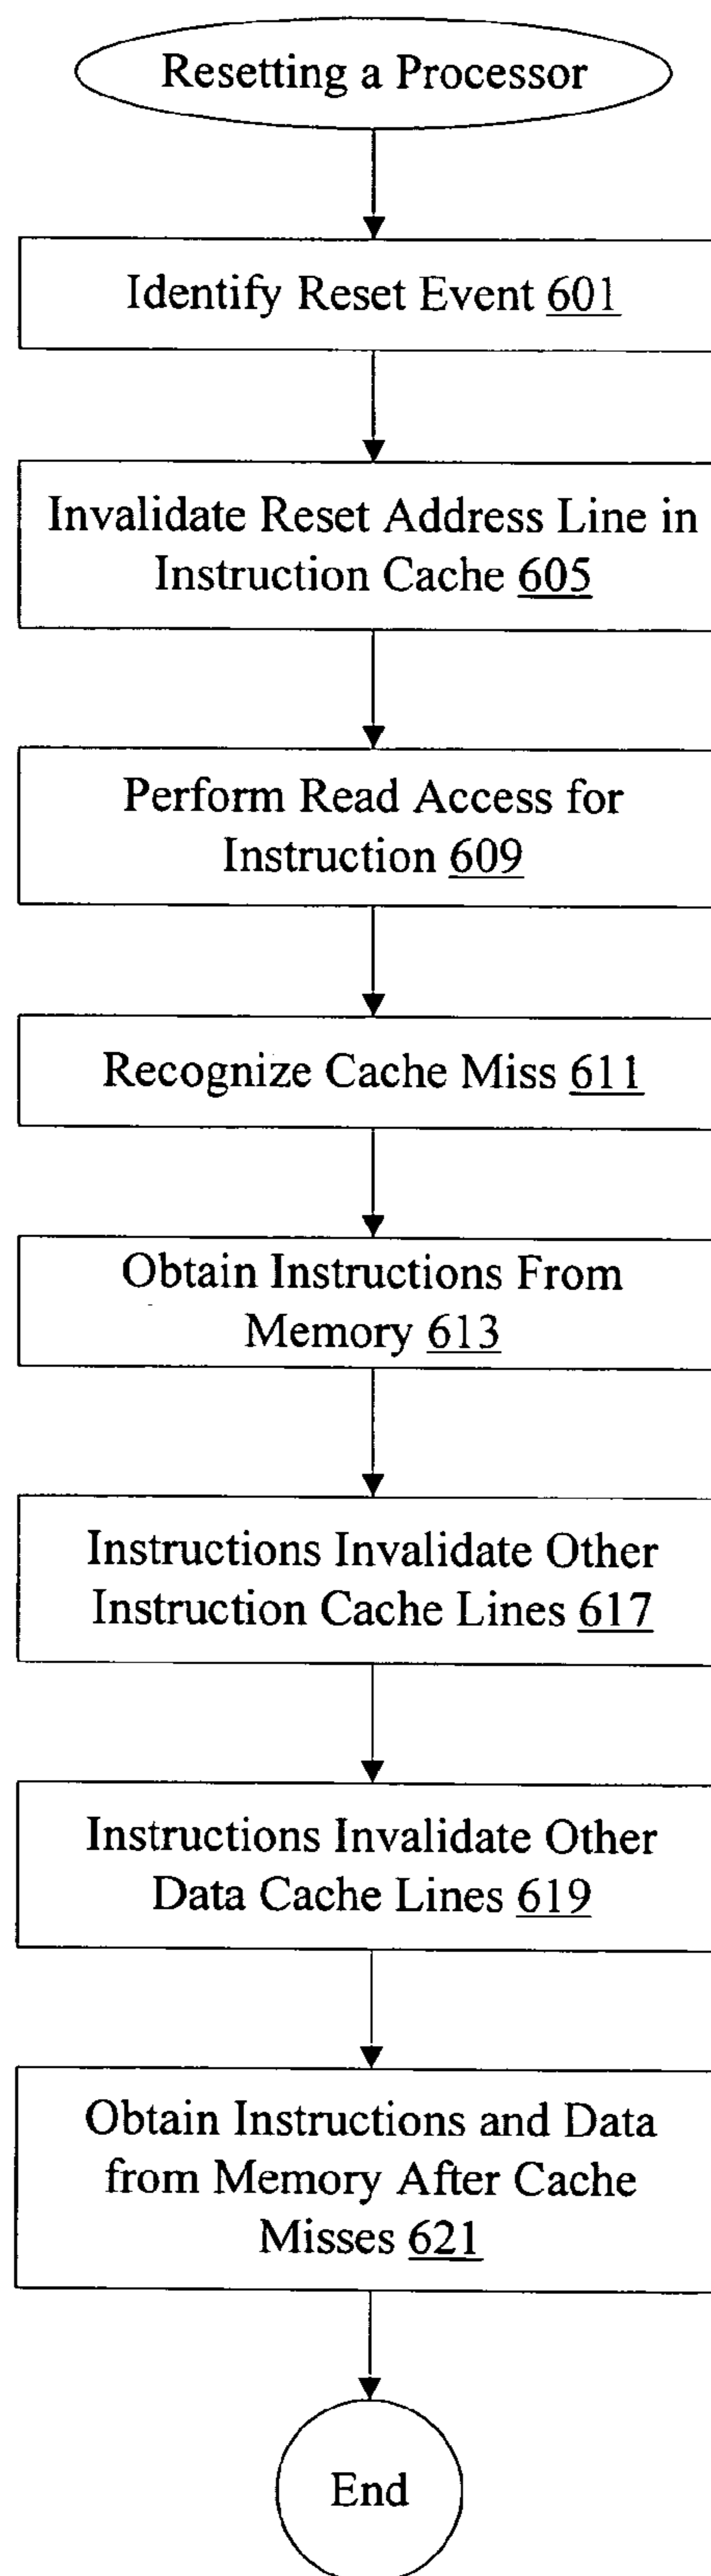 Resetting a Processor
Identify Reset Event 601
Invalidate Reset Address Line in
Instruction Cache 605
Perform Read Access for
Instruction 609
Recognize Cache Miss 611
Obtain Instructions From
Memory 613
Instructions Invalidate Other
Instruction Cache Lines 617
Instructions Invalidate Other
Data Cache Lines 619
Obtain Instructions and Data
from Memory After Cache
Misses 621
End